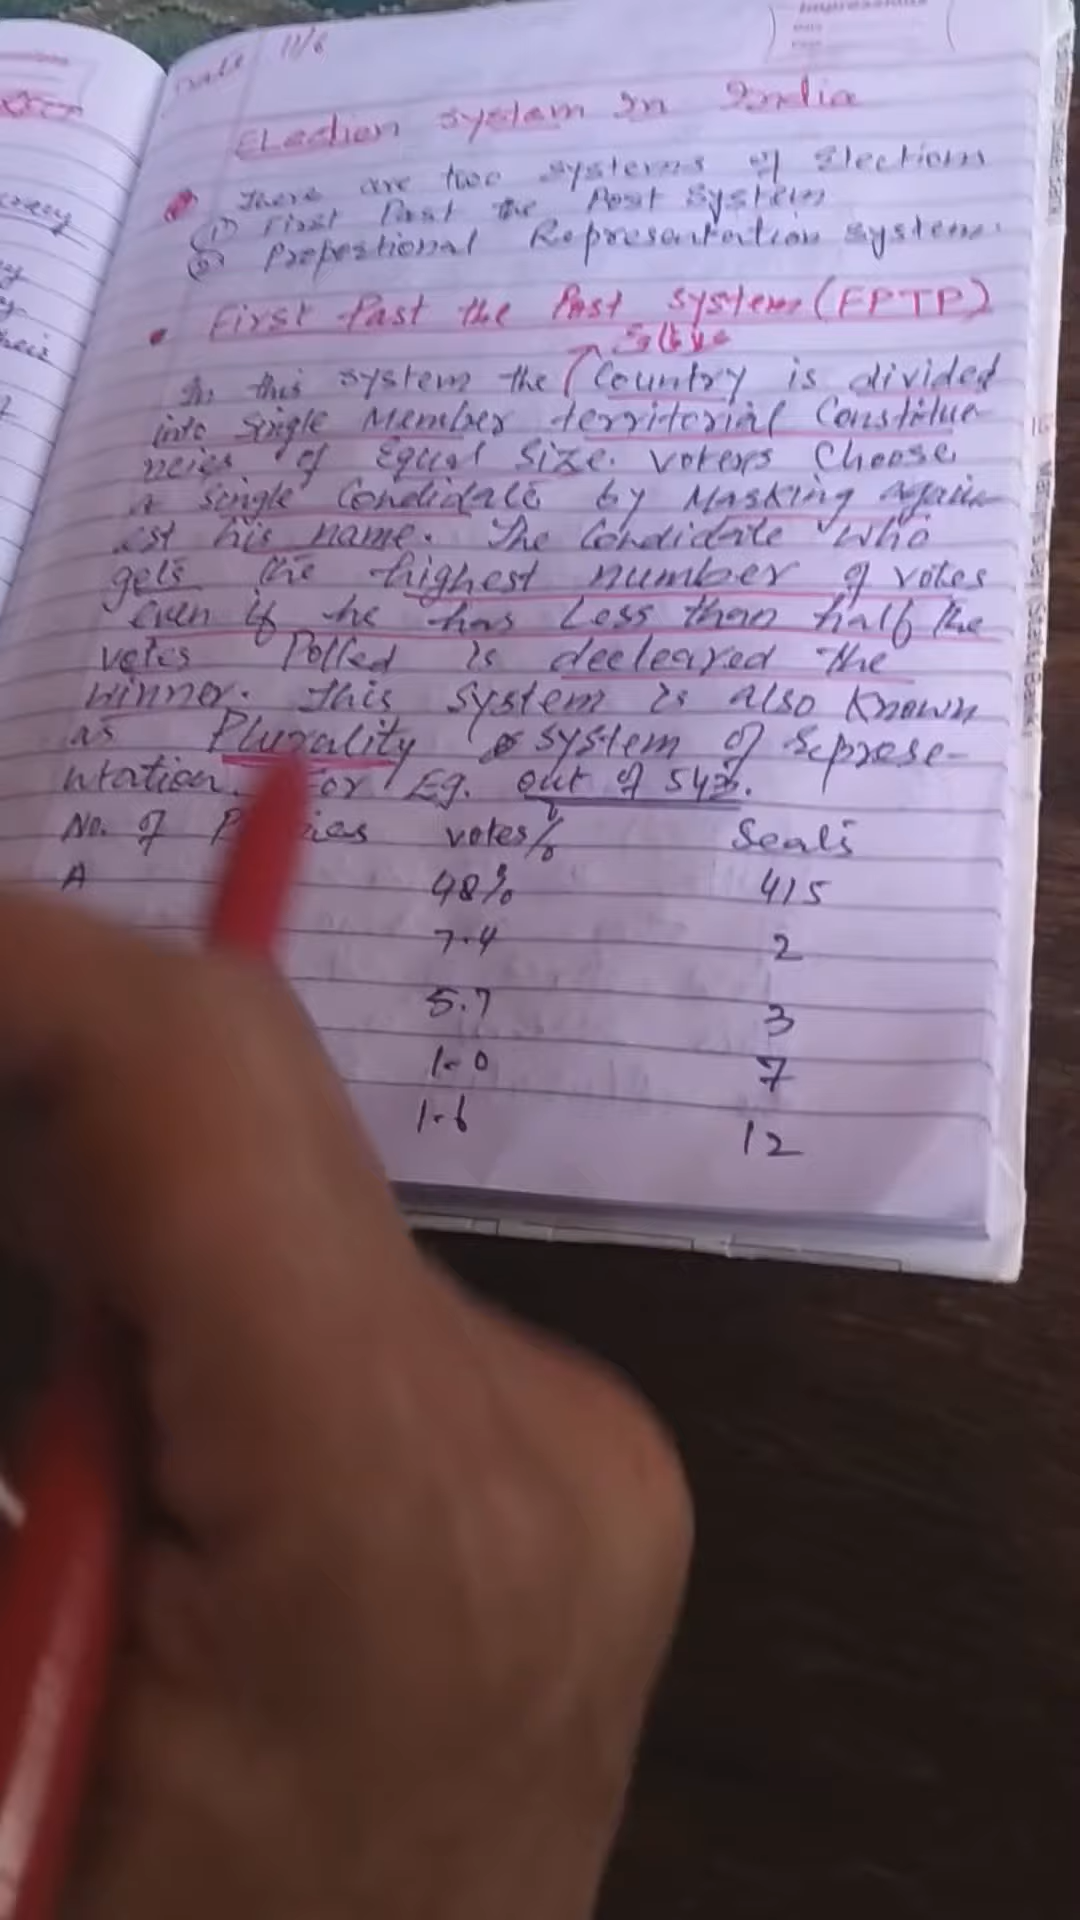 Date 11/6
Election system In India
There are two systems of Elections
(1) First Past the Post System
(2) Propestional Representation system.
First Past the Post system (FPTP)
In this system the Country is divided
into single Member territorial Constitue
ncies of Equal Size. voters Choose
a single Condidate by Masking again
ist his name. The Condidate who
gets the highest number of votes
even if he has Less than half the
votes Polled is decleared the
winner. This system is also known
as Plurality system of Represe-
ntation. For Eg. out of 543.
No. of votes% Seats
A 48% 415
7.4 2
5.7 3
1.0 7
1.6 12